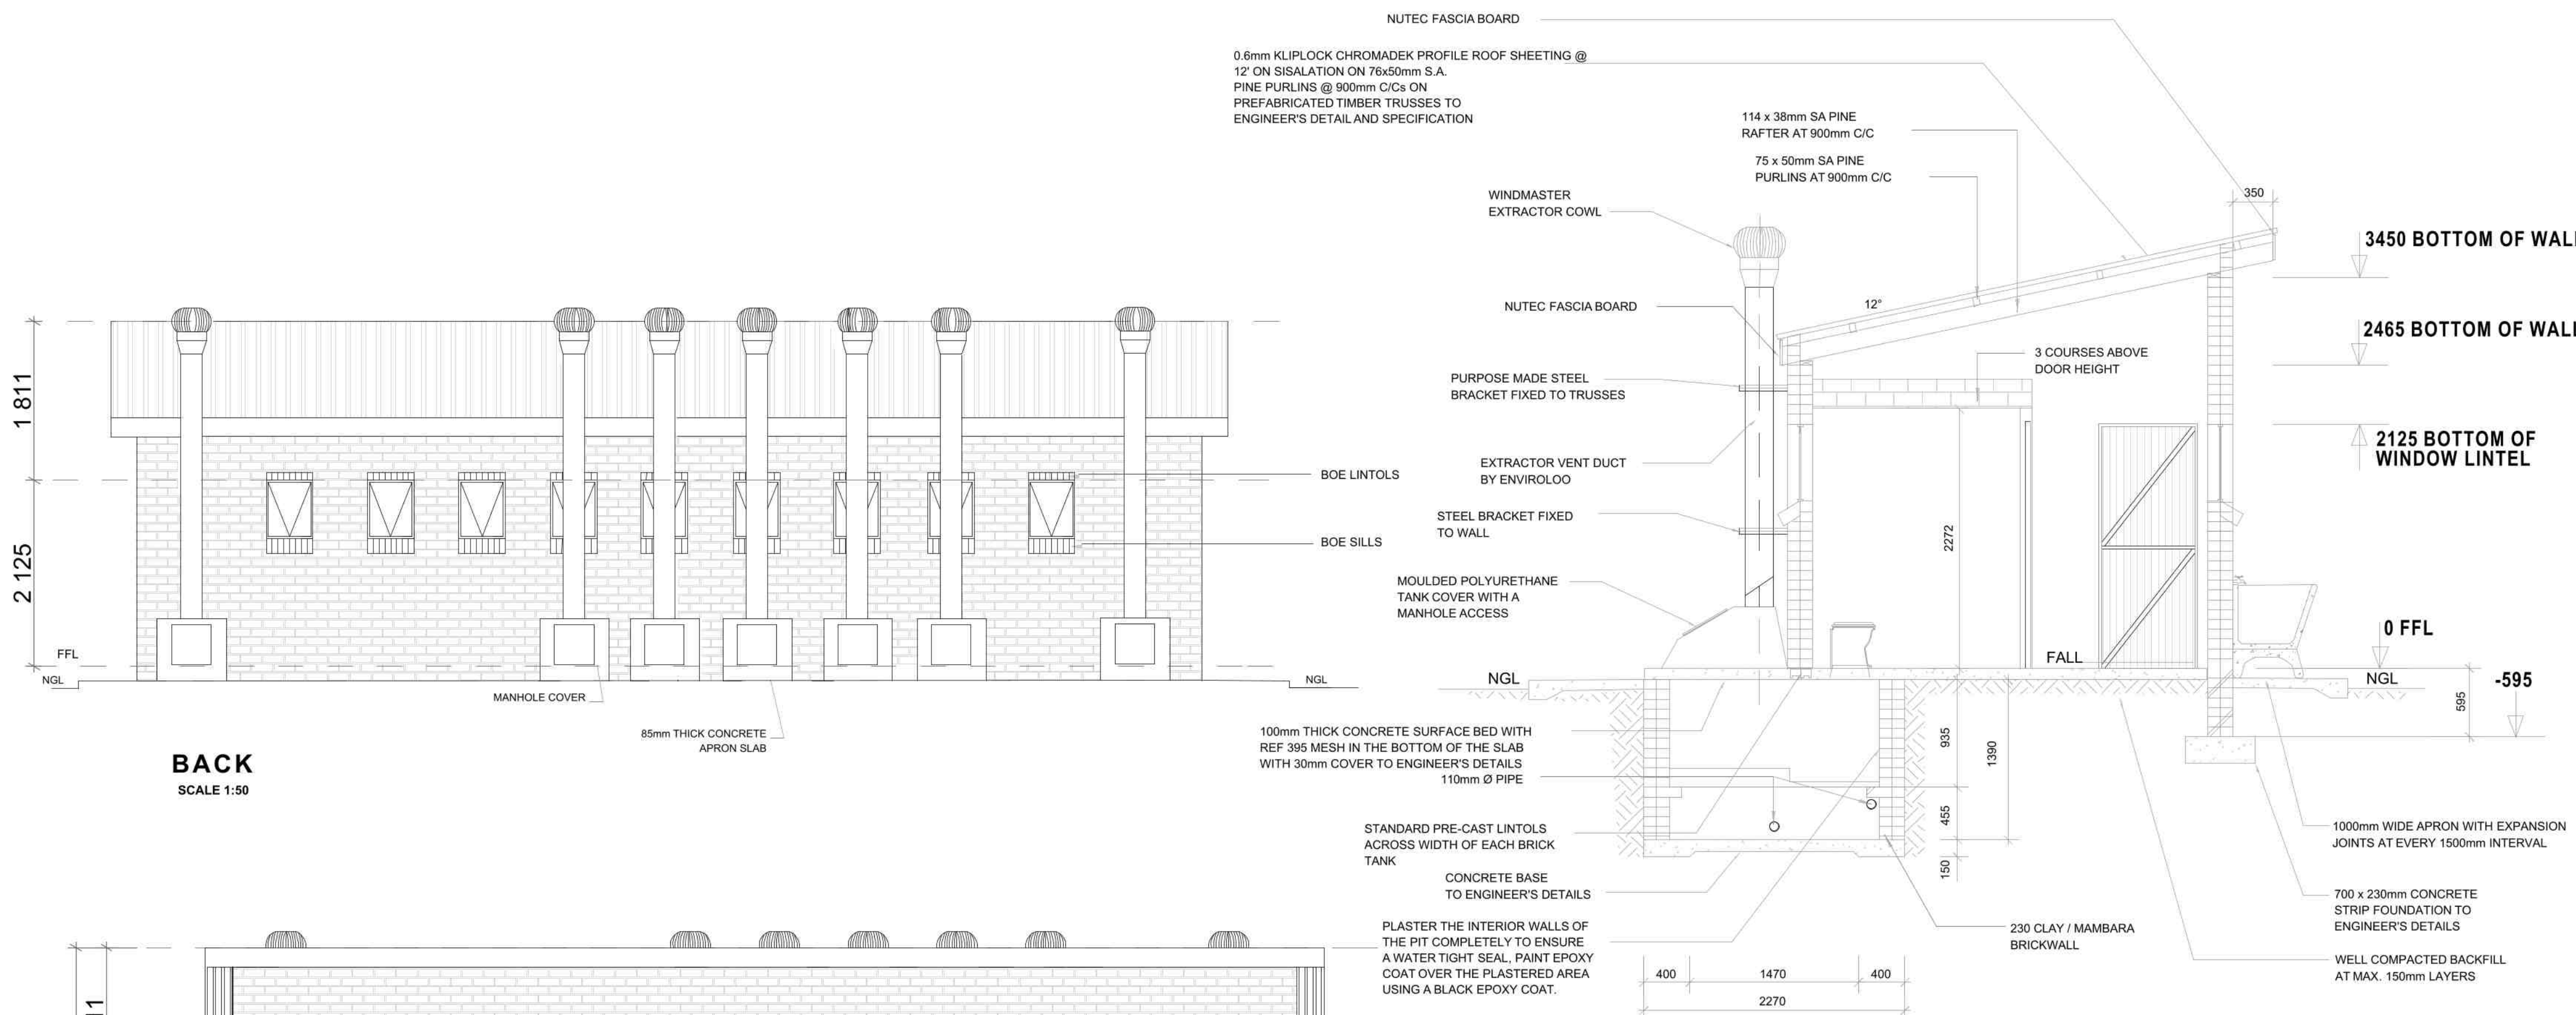 NUTEC FASCIA BOARD
0.6mm KLIPLOCK CHROMADEK PROFILE ROOF SHEETING @
12' ON SISALATION ON 76x50mm S.A.
PINE PURLINS @ 900mm C/Cs ON
PREFABRICATED TIMBER TRUSSES TO
ENGINEER'S DETAIL AND SPECIFICATION
114 x 38mm SA PINE
RAFTER AT 900mm C/C
75 x 50mm SA PINE
PURLINS AT 900mm C/C
WINDMASTER
EXTRACTOR COWL
350
3450 BOTTOM OF WALL
NUTEC FASCIA BOARD
12°
2465 BOTTOM OF WALL
3 COURSES ABOVE
DOOR HEIGHT
PURPOSE MADE STEEL
BRACKET FIXED TO TRUSSES
2125 BOTTOM OF
WINDOW LINTEL
EXTRACTOR VENT DUCT
BY ENVIROLOO
STEEL BRACKET FIXED
TO WALL
2272
MOULDED POLYURETHANE
TANK COVER WITH A
MANHOLE ACCESS
0 FFL
FALL
NGL
NGL
-595
595
1 811
2 125
BOE LINTOLS
BOE SILLS
FFL
NGL
NGL
MANHOLE COVER
85mm THICK CONCRETE
APRON SLAB
BACK
SCALE 1:50
100mm THICK CONCRETE SURFACE BED WITH
REF 395 MESH IN THE BOTTOM OF THE SLAB
WITH 30mm COVER TO ENGINEER'S DETAILS
110mm Ø PIPE
935
1390
455
150
STANDARD PRE-CAST LINTOLS
ACROSS WIDTH OF EACH BRICK
TANK
CONCRETE BASE
TO ENGINEER'S DETAILS
PLASTER THE INTERIOR WALLS OF
THE PIT COMPLETELY TO ENSURE
A WATER TIGHT SEAL, PAINT EPOXY
COAT OVER THE PLASTERED AREA
USING A BLACK EPOXY COAT.
1000mm WIDE APRON WITH EXPANSION
JOINTS AT EVERY 1500mm INTERVAL
700 x 230mm CONCRETE
STRIP FOUNDATION TO
ENGINEER'S DETAILS
230 CLAY / MAMBARA
BRICKWALL
WELL COMPACTED BACKFILL
AT MAX. 150mm LAYERS
400
1470
400
2270